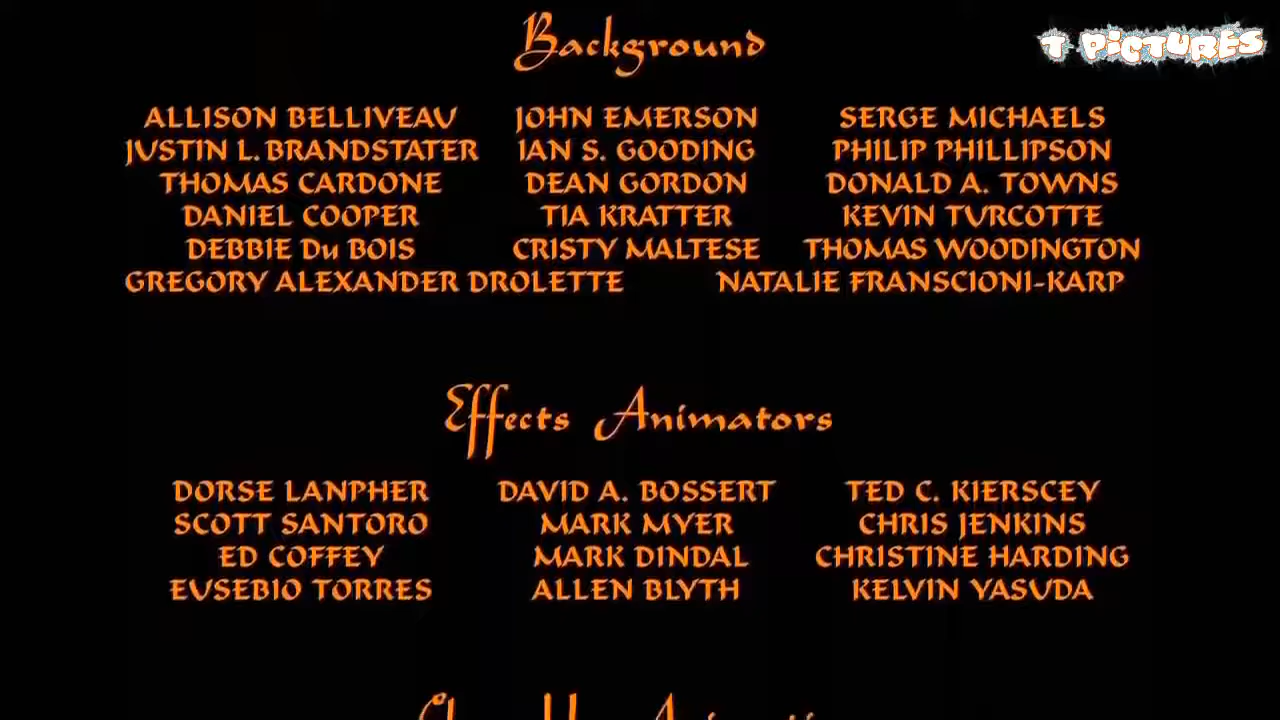 Background
T PICTURES
ALLISON BELLIVEAU JOHN EMERSON SERGE MICHAELS
JUSTIN L. BRANDSTATER IAN S. GOODING PHILIP PHILLIPSON
THOMAS CARDONE DEAN GORDON DONALD A. TOWNS
DANIEL COOPER TIA KRATTER KEVIN TURCOTTE
DEBBIE Du BOIS CRISTY MALTESE THOMAS WOODINGTON
GREGORY ALEXANDER DROLETTE NATALIE FRANSCIONI-KARP
Effects Animators
DORSE LANPHER DAVID A. BOSSERT TED C. KIERSCEY
SCOTT SANTORO MARK MYER CHRIS JENKINS
ED COFFEY MARK DINDAL CHRISTINE HARDING
EUSEBIO TORRES ALLEN BLYTH KELVIN YASUDA